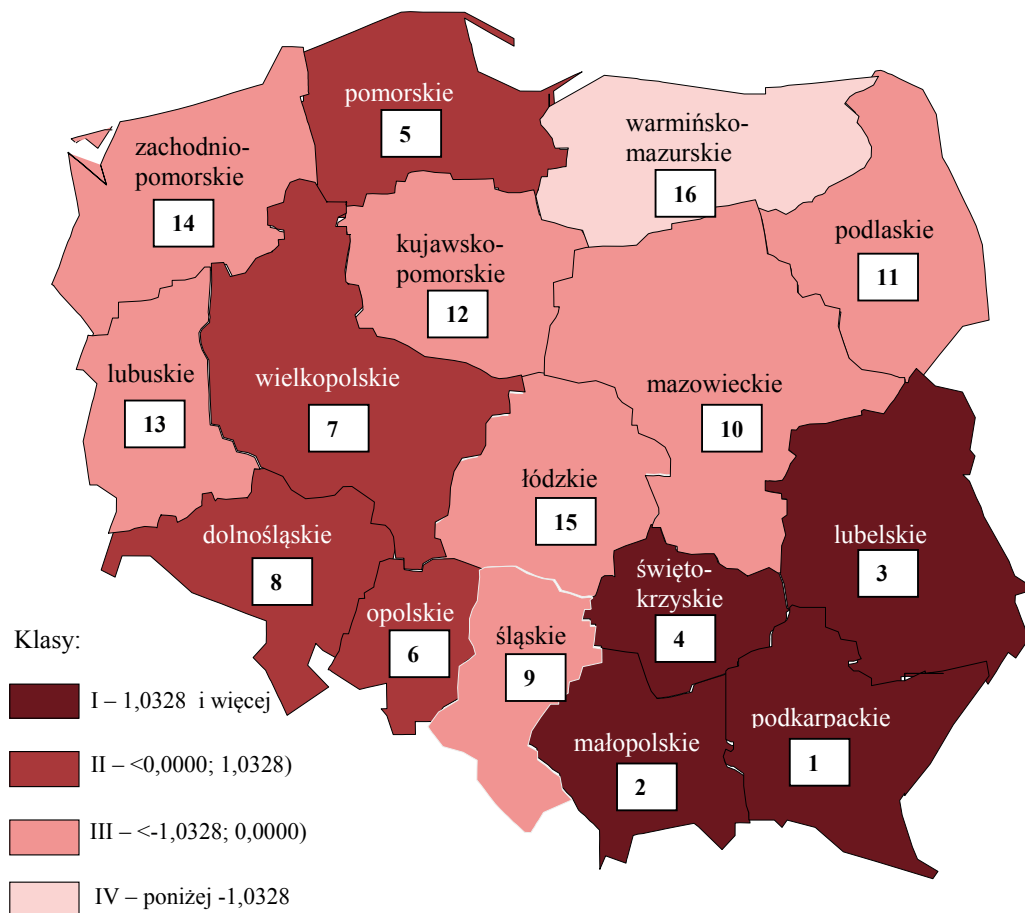 pomorskie
5
warmińsko-
mazurskie
16
zachodnio-
pomorskie
14
kujawsko-
pomorskie
12
podlaskie
11
lubuskie
13
wielkopolskie
7
mazowieckie
10
łódzkie
15
dolnośląskie
8
lubelskie
3
święto-
krzyskie
4
opolskie
6
śląskie
9
małopolskie
2
podkarpackie
1
Klasy:
I – 1,0328 i więcej
II – <0,0000; 1,0328)
III – <-1,0328; 0,0000)
IV – poniżej -1,0328